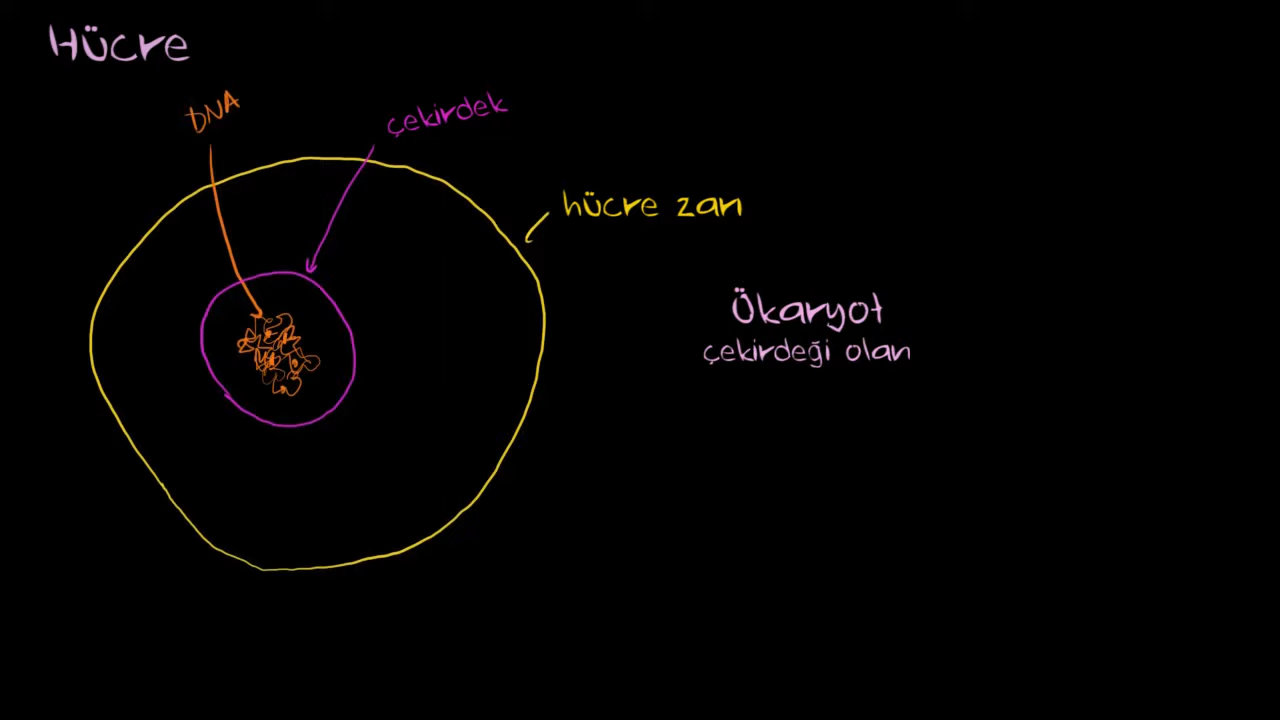 Hücre
DNA
çekirdek
hücre zarı
Ökaryot
çekirdeği olan